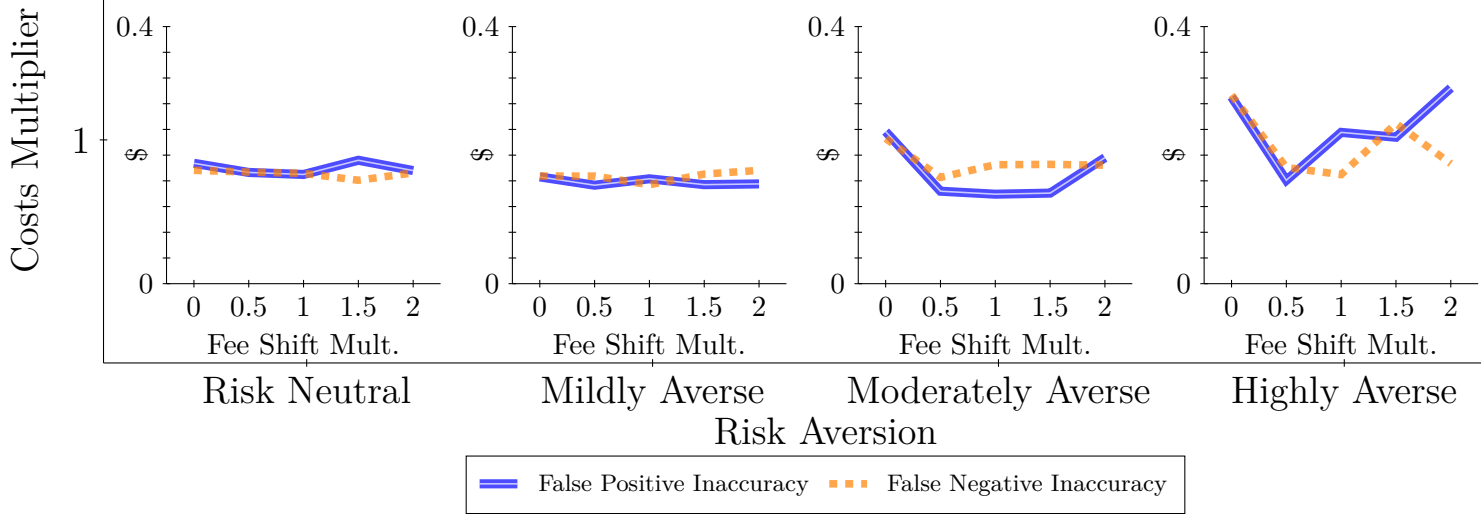 Costs Multiplier
1
0.4
0
$
0 0.5 1 1.5 2
Fee Shift Mult.
Risk Neutral
0.4
0
$
0 0.5 1 1.5 2
Fee Shift Mult.
Mildly Averse
0.4
0
$
0 0.5 1 1.5 2
Fee Shift Mult.
Moderately Averse
0.4
0
$
0 0.5 1 1.5 2
Fee Shift Mult.
Highly Averse
Risk Aversion
False Positive Inaccuracy False Negative Inaccuracy